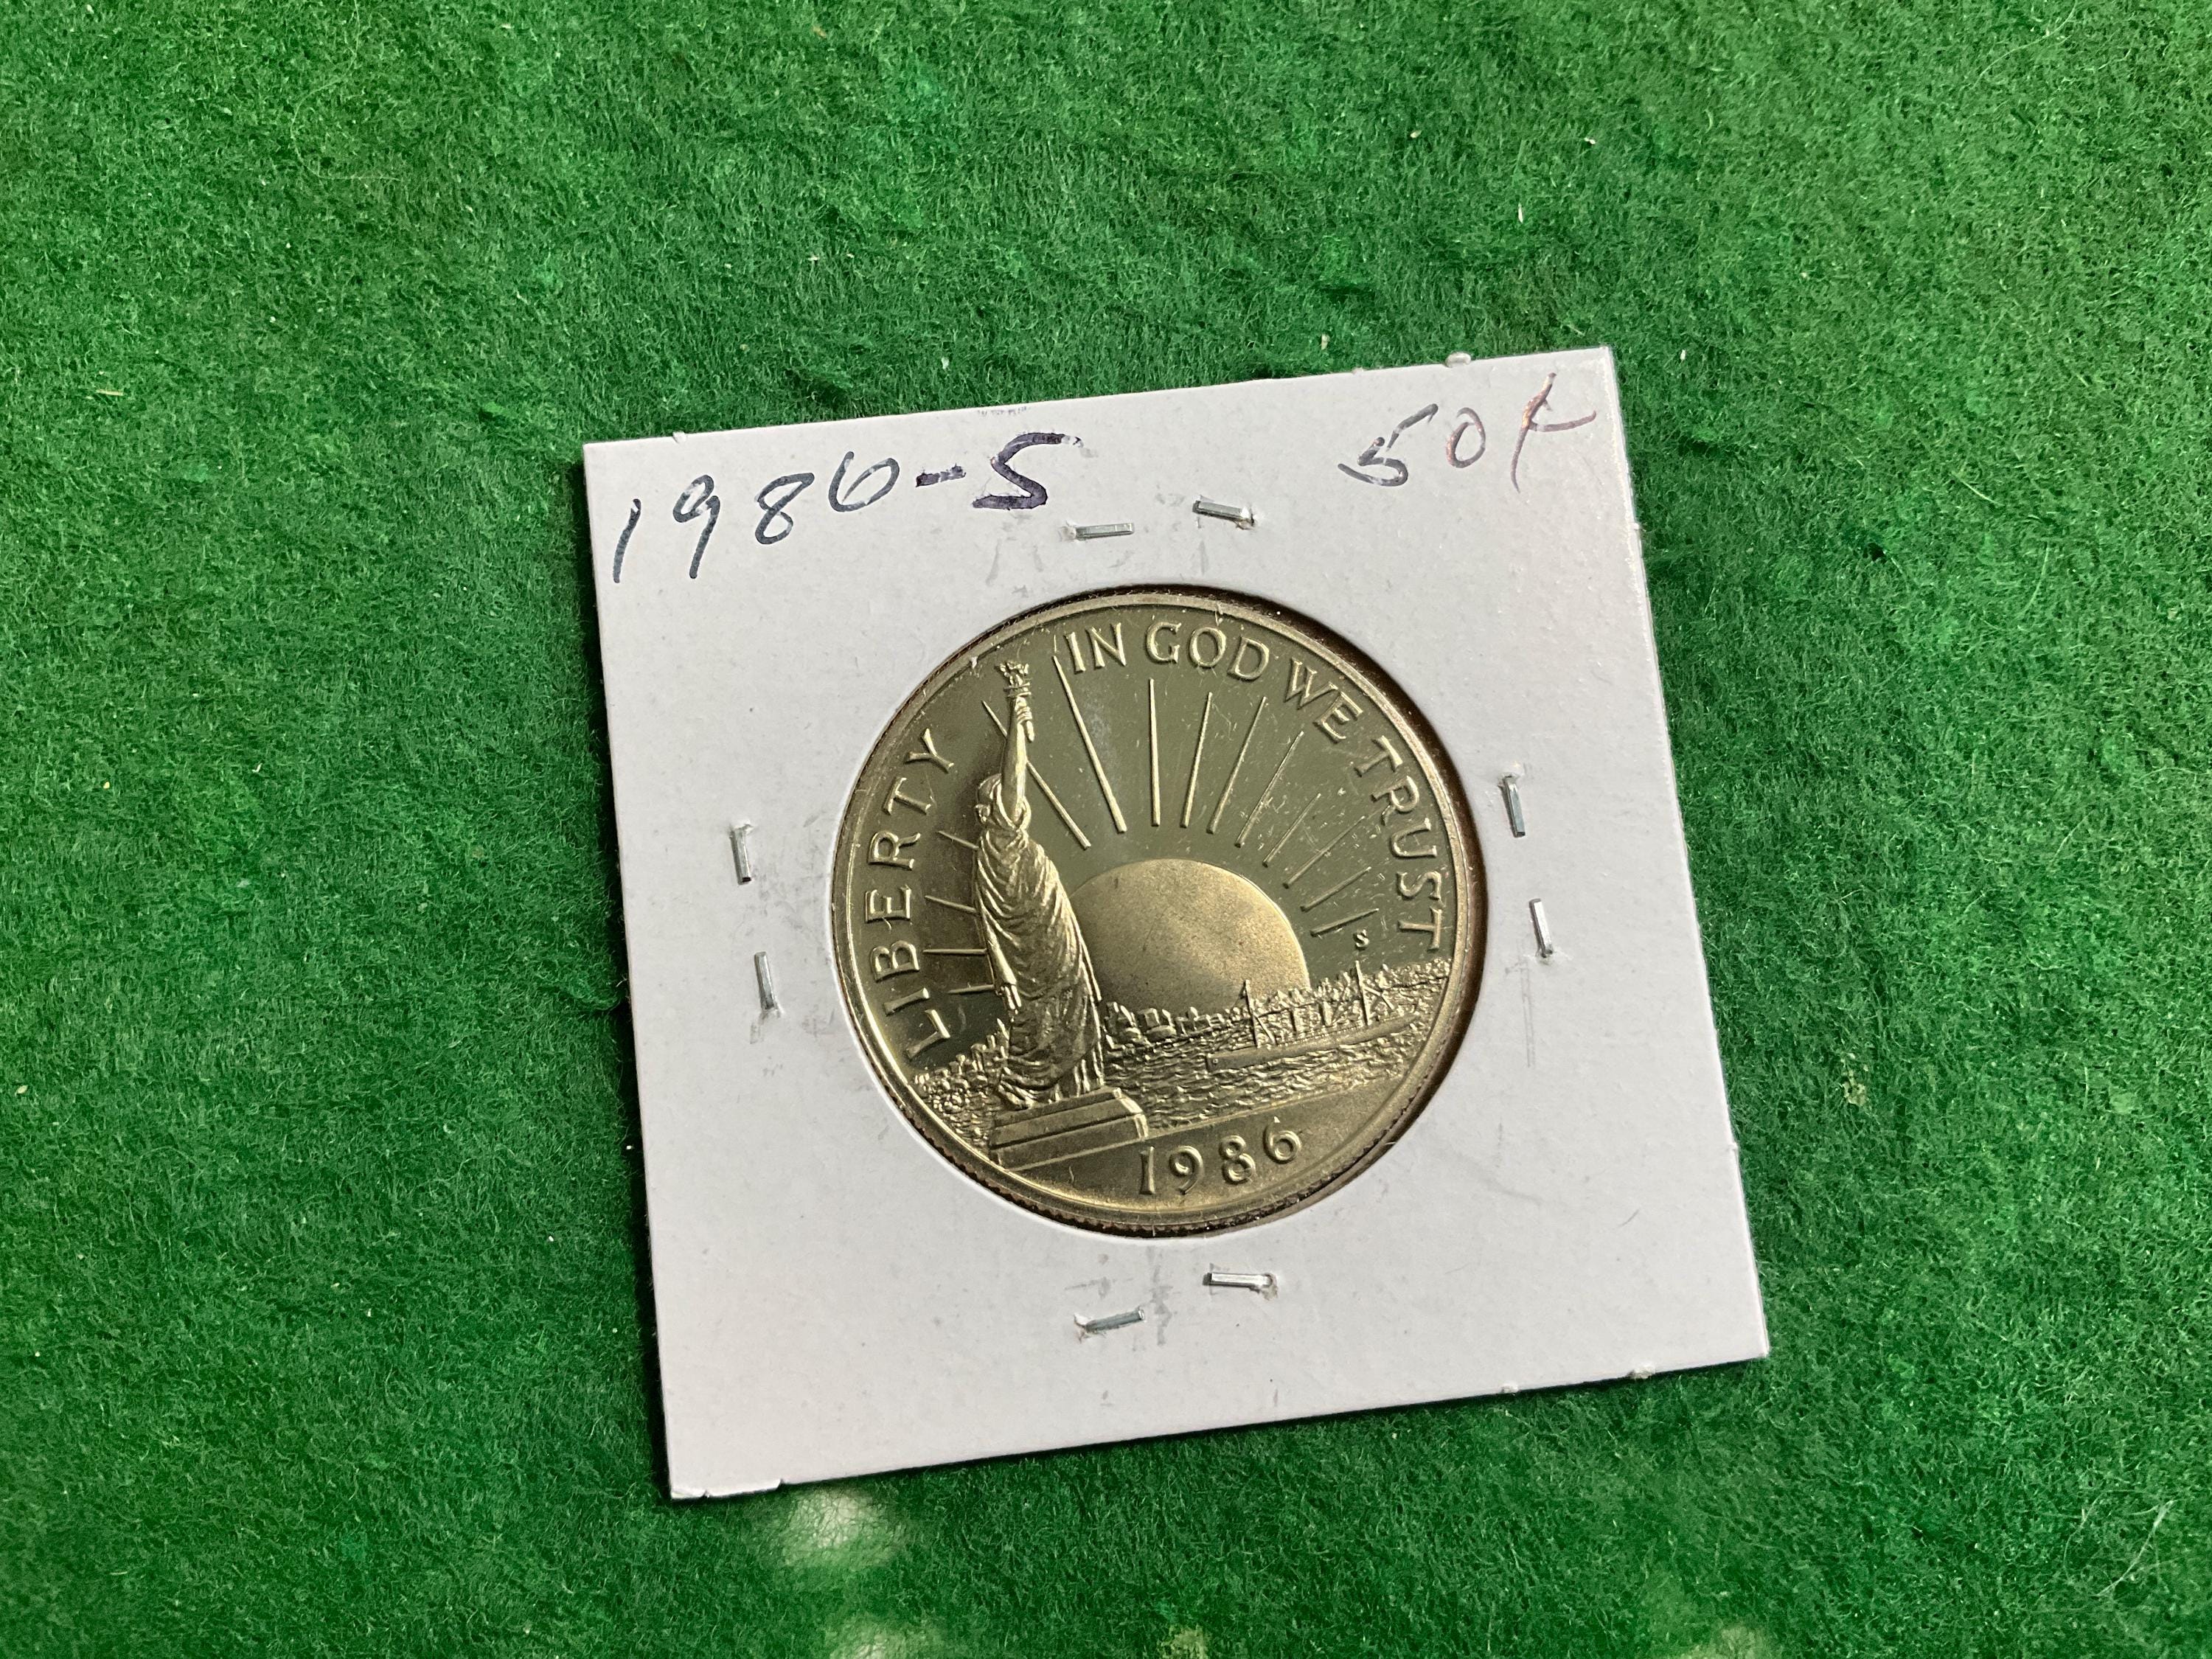 1986-S 50¢
LIBERTY
IN GOD WE TRUST
S
1986